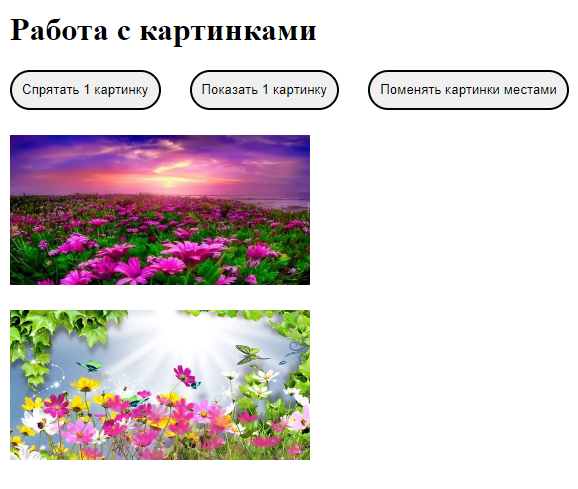 Работа с картинками
Спрятать 1 картинку
Показать 1 картинку
Поменять картинки местами